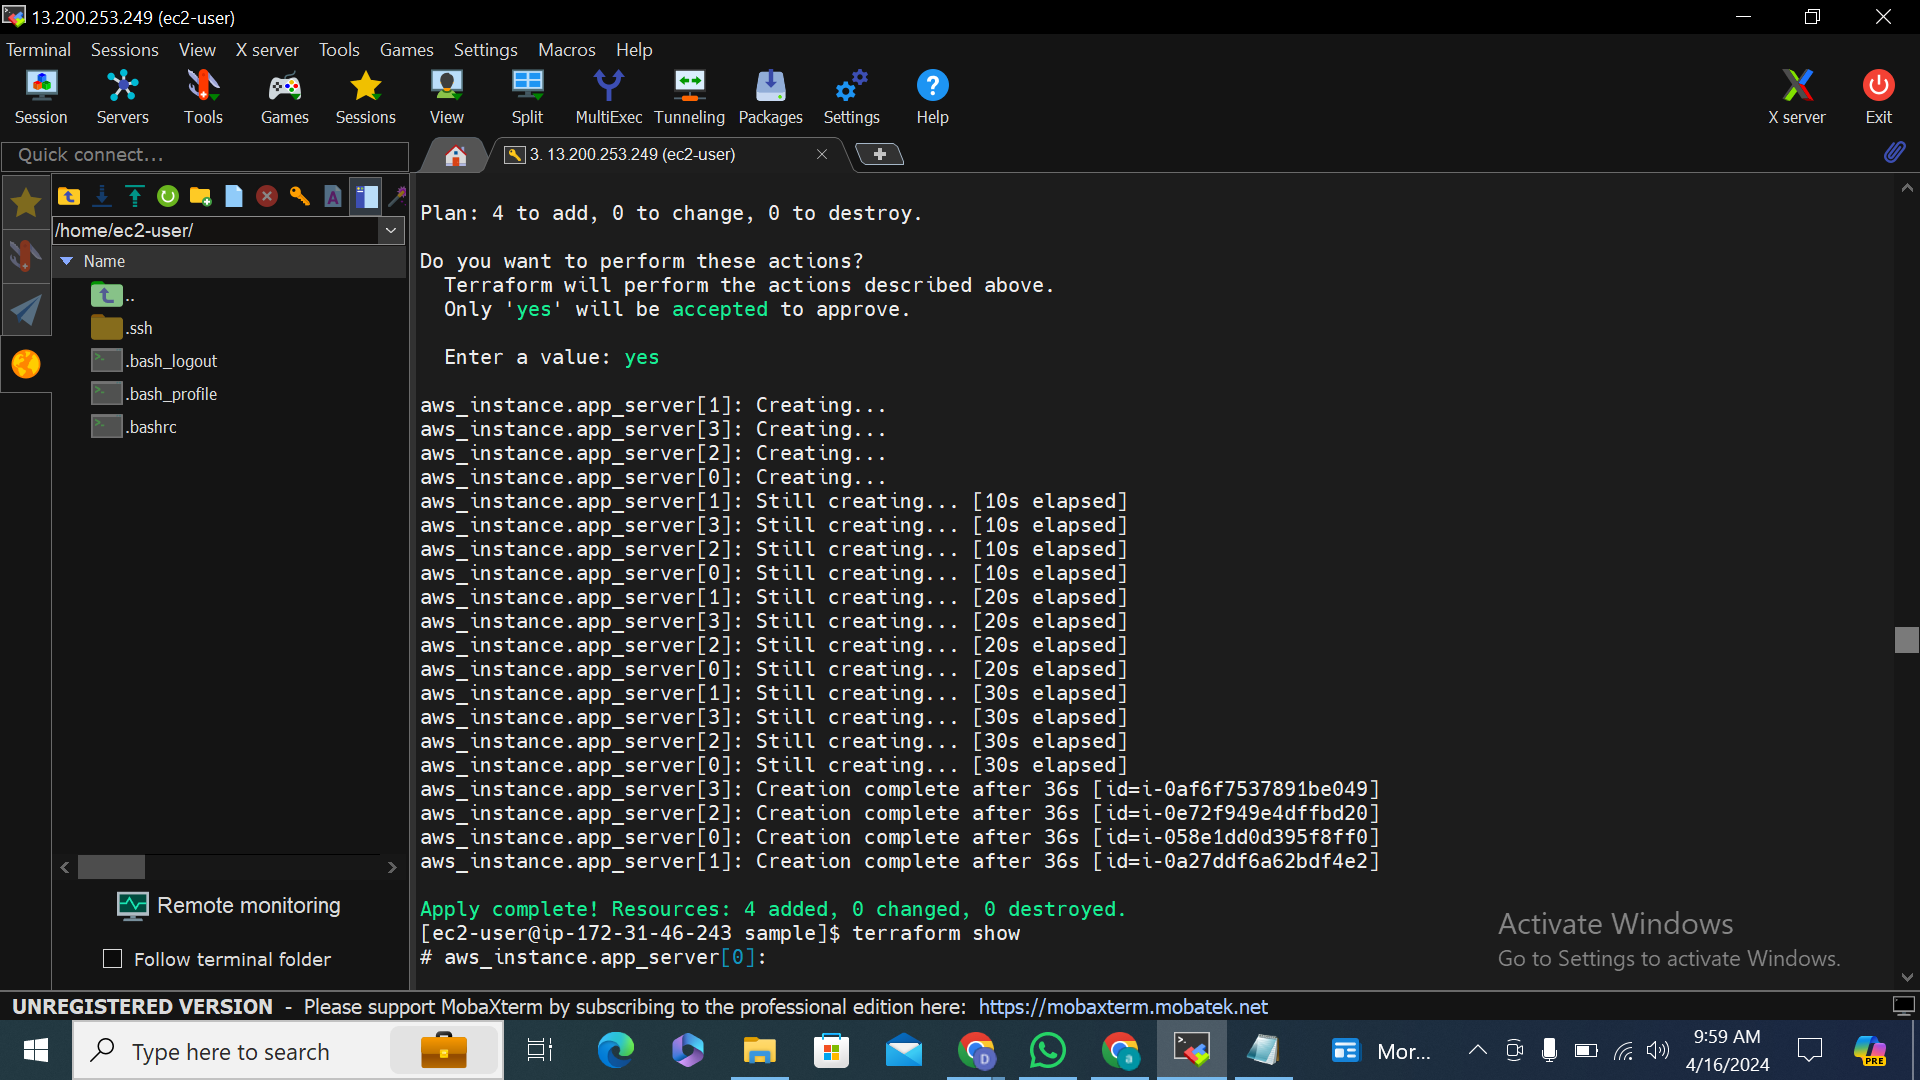 13.200.253.249 (ec2-user)
Terminal Sessions View X server Tools Games Settings Macros Help
Session Servers Tools Games Sessions View Split MultiExec Tunneling Packages Settings Help X server Exit
Quick connect...
3. 13.200.253.249 (ec2-user)
/home/ec2-user/
Name
..
.ssh
.bash_logout
.bash_profile
.bashrc
Remote monitoring
Follow terminal folder
Plan: 4 to add, 0 to change, 0 to destroy.
Do you want to perform these actions?
Terraform will perform the actions described above.
Only 'yes' will be accepted to approve.
Enter a value: yes
aws_instance.app_server[1]: Creating...
aws_instance.app_server[3]: Creating...
aws_instance.app_server[2]: Creating...
aws_instance.app_server[0]: Creating...
aws_instance.app_server[1]: Still creating... [10s elapsed]
aws_instance.app_server[3]: Still creating... [10s elapsed]
aws_instance.app_server[2]: Still creating... [10s elapsed]
aws_instance.app_server[0]: Still creating... [10s elapsed]
aws_instance.app_server[1]: Still creating... [20s elapsed]
aws_instance.app_server[3]: Still creating... [20s elapsed]
aws_instance.app_server[2]: Still creating... [20s elapsed]
aws_instance.app_server[0]: Still creating... [20s elapsed]
aws_instance.app_server[1]: Still creating... [30s elapsed]
aws_instance.app_server[3]: Still creating... [30s elapsed]
aws_instance.app_server[2]: Still creating... [30s elapsed]
aws_instance.app_server[0]: Still creating... [30s elapsed]
aws_instance.app_server[3]: Creation complete after 36s [id=i-0af6f7537891be049]
aws_instance.app_server[2]: Creation complete after 36s [id=i-0e72f949e4dffbd20]
aws_instance.app_server[0]: Creation complete after 36s [id=i-058e1dd0d395f8ff0]
aws_instance.app_server[1]: Creation complete after 36s [id=i-0a27ddf6a62bdf4e2]
Apply complete! Resources: 4 added, 0 changed, 0 destroyed.
[ec2-user@ip-172-31-46-243 sample]$ terraform show
# aws_instance.app_server[0]:
Activate Windows
Go to Settings to activate Windows.
UNREGISTERED VERSION - Please support MobaXterm by subscribing to the professional edition here: https://mobaxterm.mobatek.net
Type here to search
Mor...
9:59 AM
4/16/2024
PRE